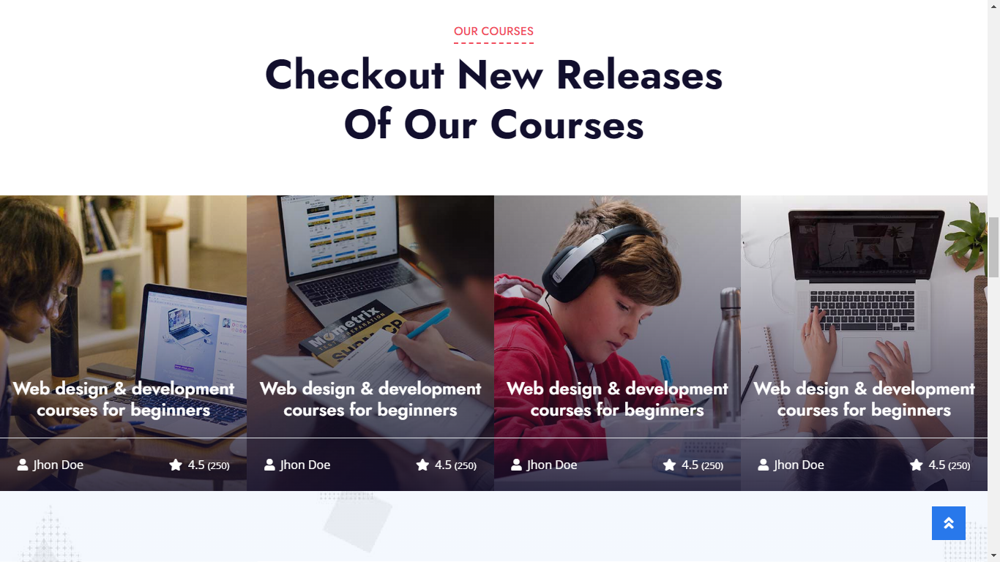 OUR COURSES
Checkout New Releases
Of Our Courses
Mometrix
TEST PREPARATION
Web design & development
courses for beginners
Jhon Doe
4.5 (250)
Web design & development
courses for beginners
Jhon Doe
4.5 (250)
Web design & development
courses for beginners
Jhon Doe
4.5 (250)
Web design & development
courses for beginners
Jhon Doe
4.5 (250)